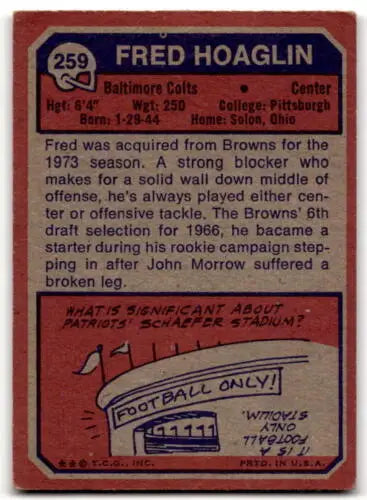 259
FRED HOAGLIN
Baltimore Colts • Center
Hgt: 6'4" Wgt: 250 College: Pittsburgh
Born: 1-28-44 Home: Solon, Ohio
Fred was acquired from Browns for the
1973 season. A strong blocker who
makes for a solid wall down middle of
offense, he's always played either cen-
ter or offensive tackle. The Browns' 6th
draft selection for 1966, he bacame a
starter during his rookie campaign step-
ping in after John Morrow suffered a
broken leg.
WHAT IS SIGNIFICANT ABOUT
PATRIOTS' SCHAEFER STADIUM?
FOOTBALL ONLY!
IT IS A
FOOTBALL
ONLY
STADIUM.
★★© T.C.G., INC. PRTD. IN U.S.A.